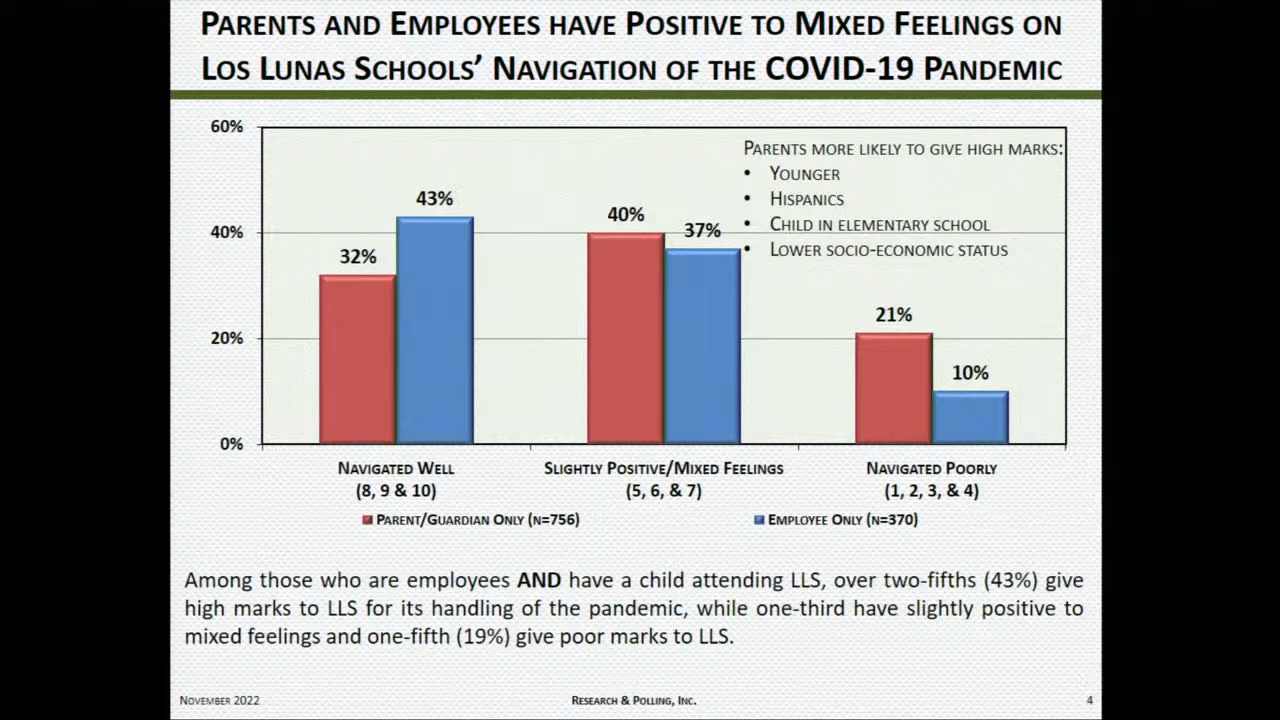 Parents and Employees have Positive to Mixed Feelings on
Los Lunas Schools' Navigation of the COVID-19 Pandemic
60%
40%
20%
0%
Parents more likely to give high marks:
• Younger
• Hispanics
• Child in elementary school
• Lower socio-economic status
32%
43%
40%
37%
21%
10%
Navigated Well
(8, 9 & 10)
Slightly Positive/Mixed Feelings
(5, 6, & 7)
Navigated Poorly
(1, 2, 3, & 4)
Parent/Guardian Only (n=756)
Employee Only (n=370)
Among those who are employees AND have a child attending LLS, over two-fifths (43%) give
high marks to LLS for its handling of the pandemic, while one-third have slightly positive to
mixed feelings and one-fifth (19%) give poor marks to LLS.
November 2022
Research & Polling, Inc.
4